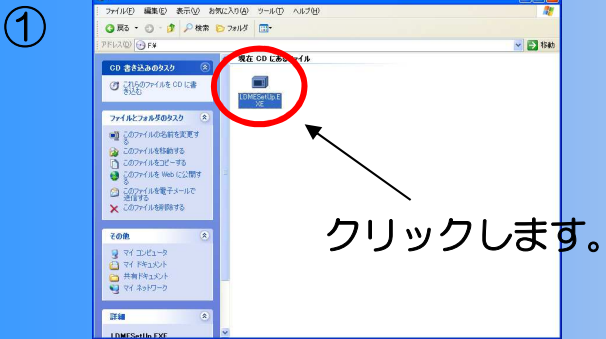 ①
ファイル(F) 編集(E) 表示(V) お気に入り(A) ツール(T) ヘルプ(H)
戻る 検索 フォルダ
アドレス(D) F:¥ 移動
CD 書き込みのタスク
これらのファイルを CD に書
き込む
ファイルとフォルダのタスク
このファイルの名前を変更す
る
このファイルを移動する
このファイルをコピーする
このファイルを Web に公開す
る
このファイルを電子メールで
送信する
このファイルを削除する
その他
マイ コンピュータ
マイ ドキュメント
共有ドキュメント
マイ ネットワーク
詳細
LDMESetUp.EXE
現在 CD にあるファイル
LDMESetUp.E
XE
クリックします。